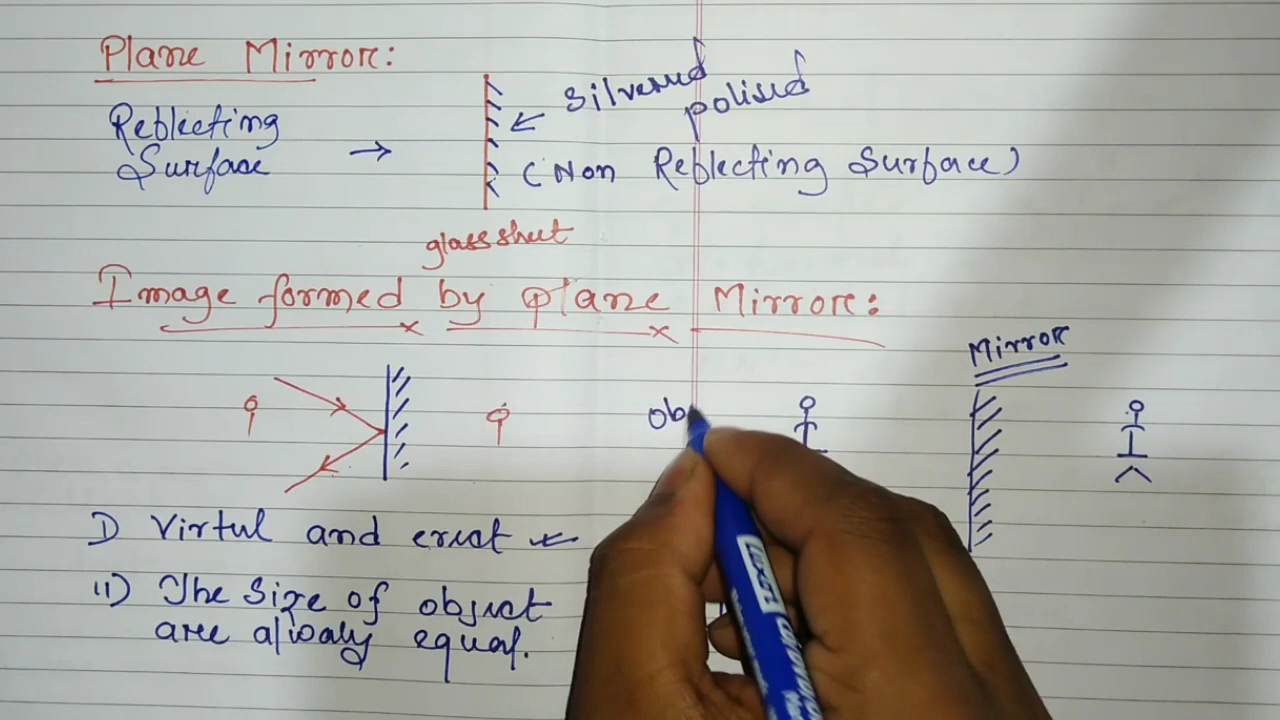 Plane Mirror:
Reflecting
Surface
silvered
polised
(Non Reflecting Surface)
glass sheet
Image formed by plane Mirror:
Mirror
Ob
I) Virtul and erect
II) The size of object
are alwaly equal.